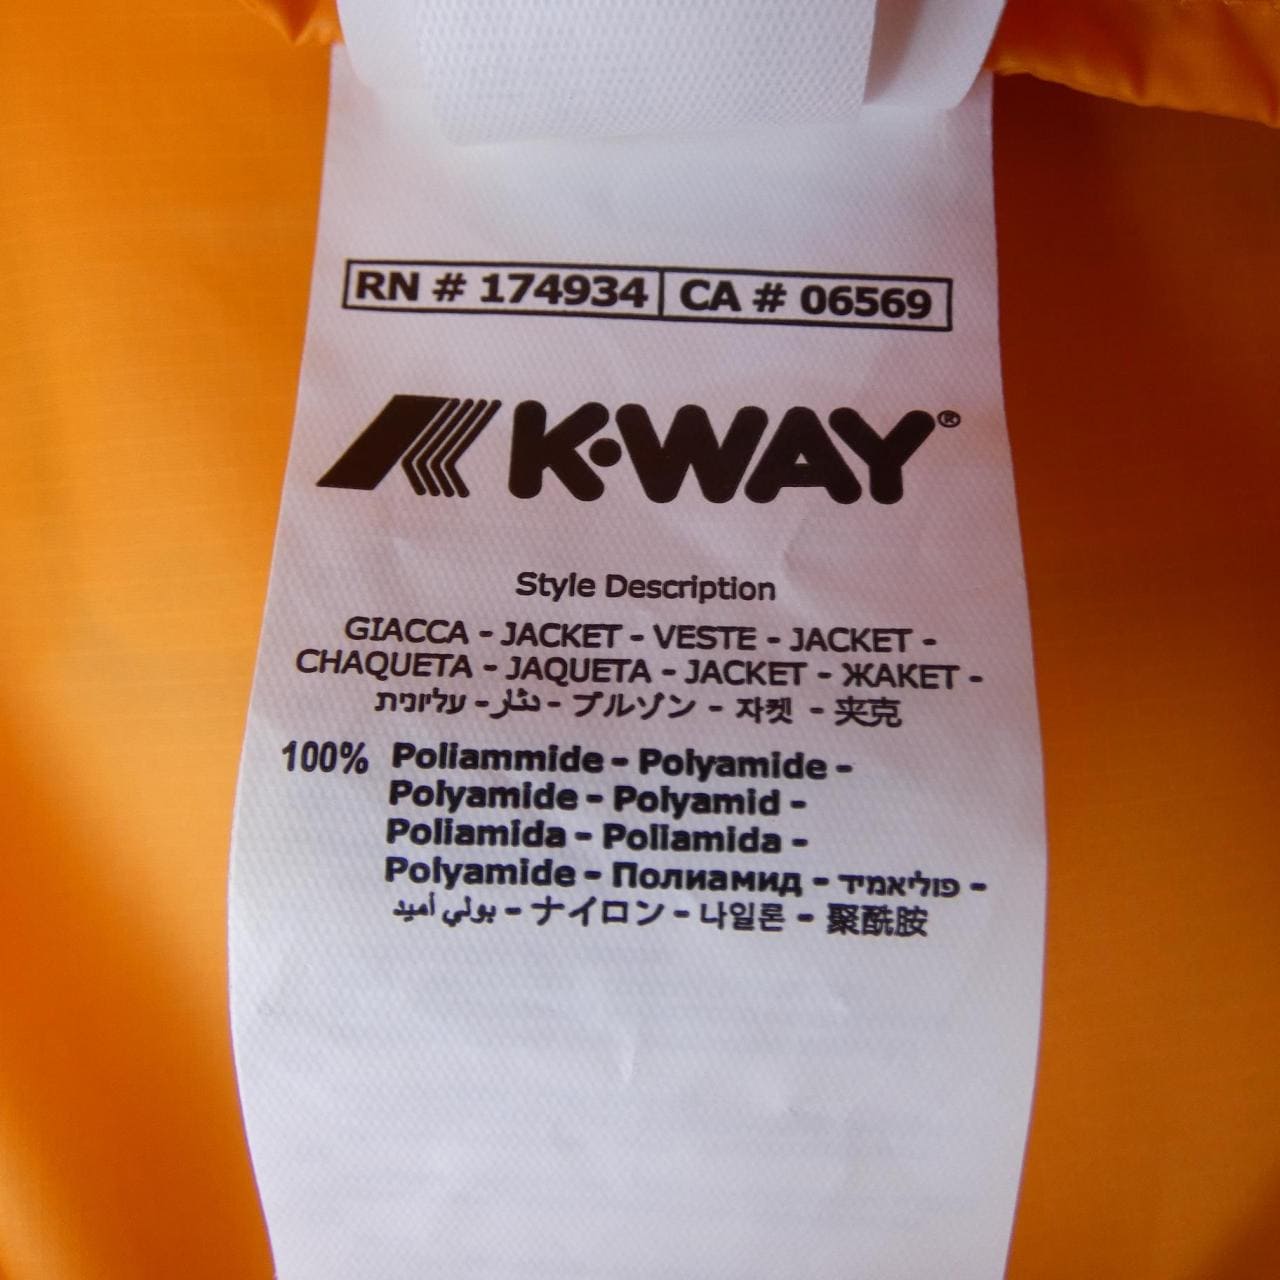 RN # 174934 CA # 06569
K·WAY®
Style Description
GIACCA - JACKET - VESTE - JACKET -
CHAQUETA - JAQUETA - JACKET - ЖАКЕТ -
עליונית - - ブルゾン - 자켓 - 夹克
100% Poliammide - Polyamide -
Polyamide - Polyamid -
Poliamida - Poliamida -
Polyamide - Полиамид - פוליאמיד -
بولي أميد - ナイロン - 나일론 - 聚酰胺